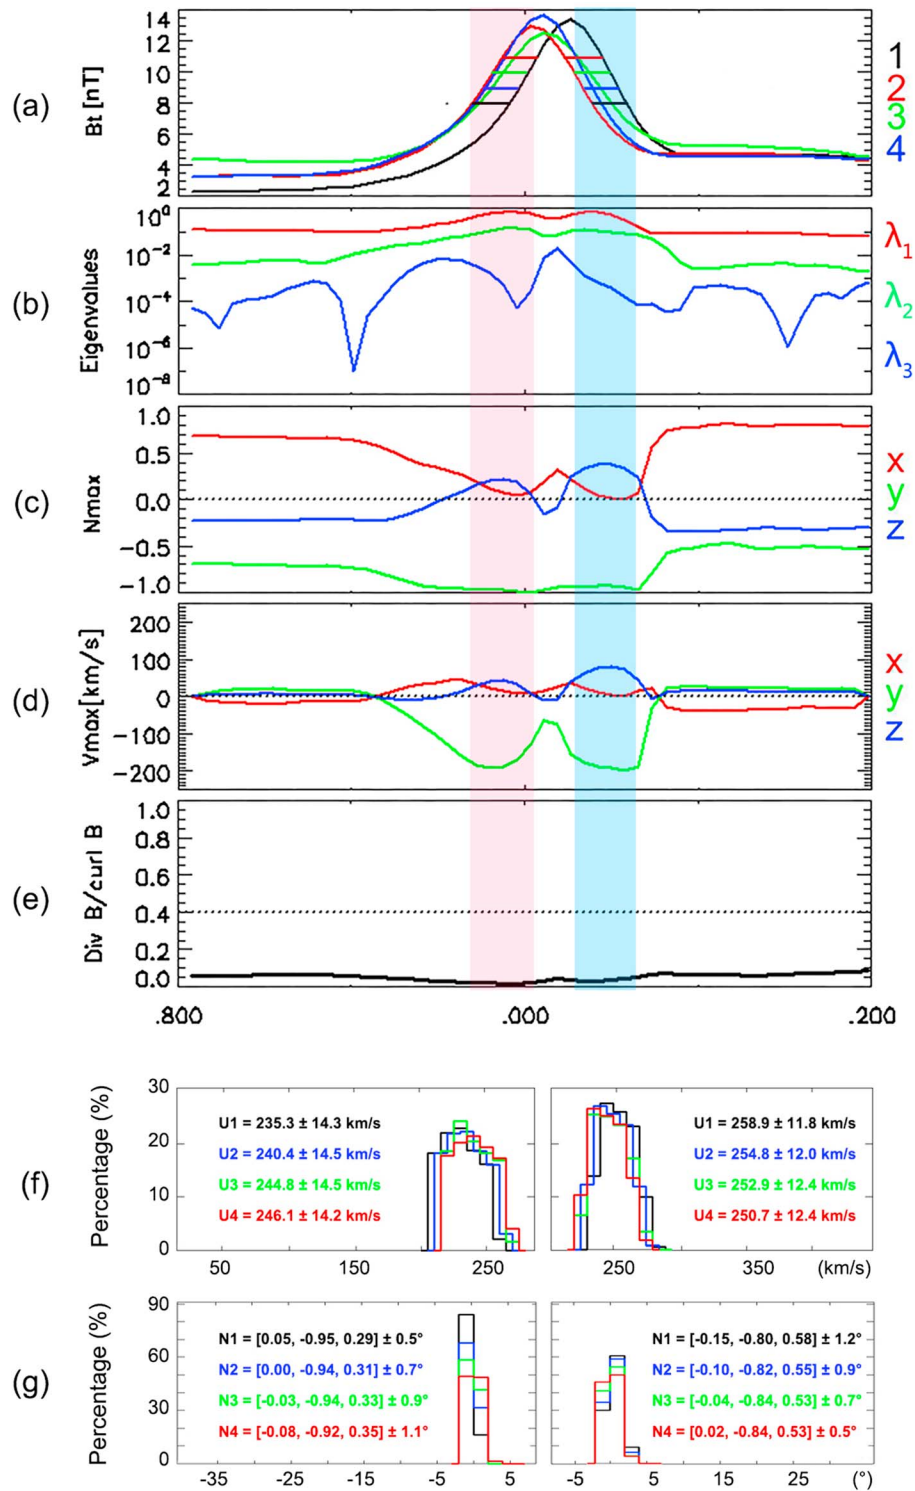 (a)
Bt [nT]
14
12
10
8
6
4
2
1
2
3
4
(b)
Eigenvalues
10⁰
10⁻²
10⁻⁴
10⁻⁶
10⁻⁸
λ₁
λ₂
λ₃
(c)
Nmax
1.0
0.5
0.0
-0.5
-1.0
x
y
z
(d)
Vmax[km/s]
200
100
0
-100
-200
x
y
z
(e)
Div B/curl B
1.0
0.8
0.6
0.4
0.2
0.0
.800 .000 .200
(f)
Percentage (%)
30
20
10
0
U1 = 235.3 ± 14.3 km/s
U2 = 240.4 ± 14.5 km/s
U3 = 244.8 ± 14.5 km/s
U4 = 246.1 ± 14.2 km/s
U1 = 258.9 ± 11.8 km/s
U2 = 254.8 ± 12.0 km/s
U3 = 252.9 ± 12.4 km/s
U4 = 250.7 ± 12.4 km/s
50 150 250 250 350 (km/s)
(g)
Percentage (%)
90
60
30
0
N1 = [0.05, -0.95, 0.29] ± 0.5°
N2 = [0.00, -0.94, 0.31] ± 0.7°
N3 = [-0.03, -0.94, 0.33] ± 0.9°
N4 = [-0.08, -0.92, 0.35] ± 1.1°
N1 = [-0.15, -0.80, 0.58] ± 1.2°
N2 = [-0.10, -0.82, 0.55] ± 0.9°
N3 = [-0.04, -0.84, 0.53] ± 0.7°
N4 = [0.02, -0.84, 0.53] ± 0.5°
-35 -25 -15 -5 5 -5 5 15 25 (°)